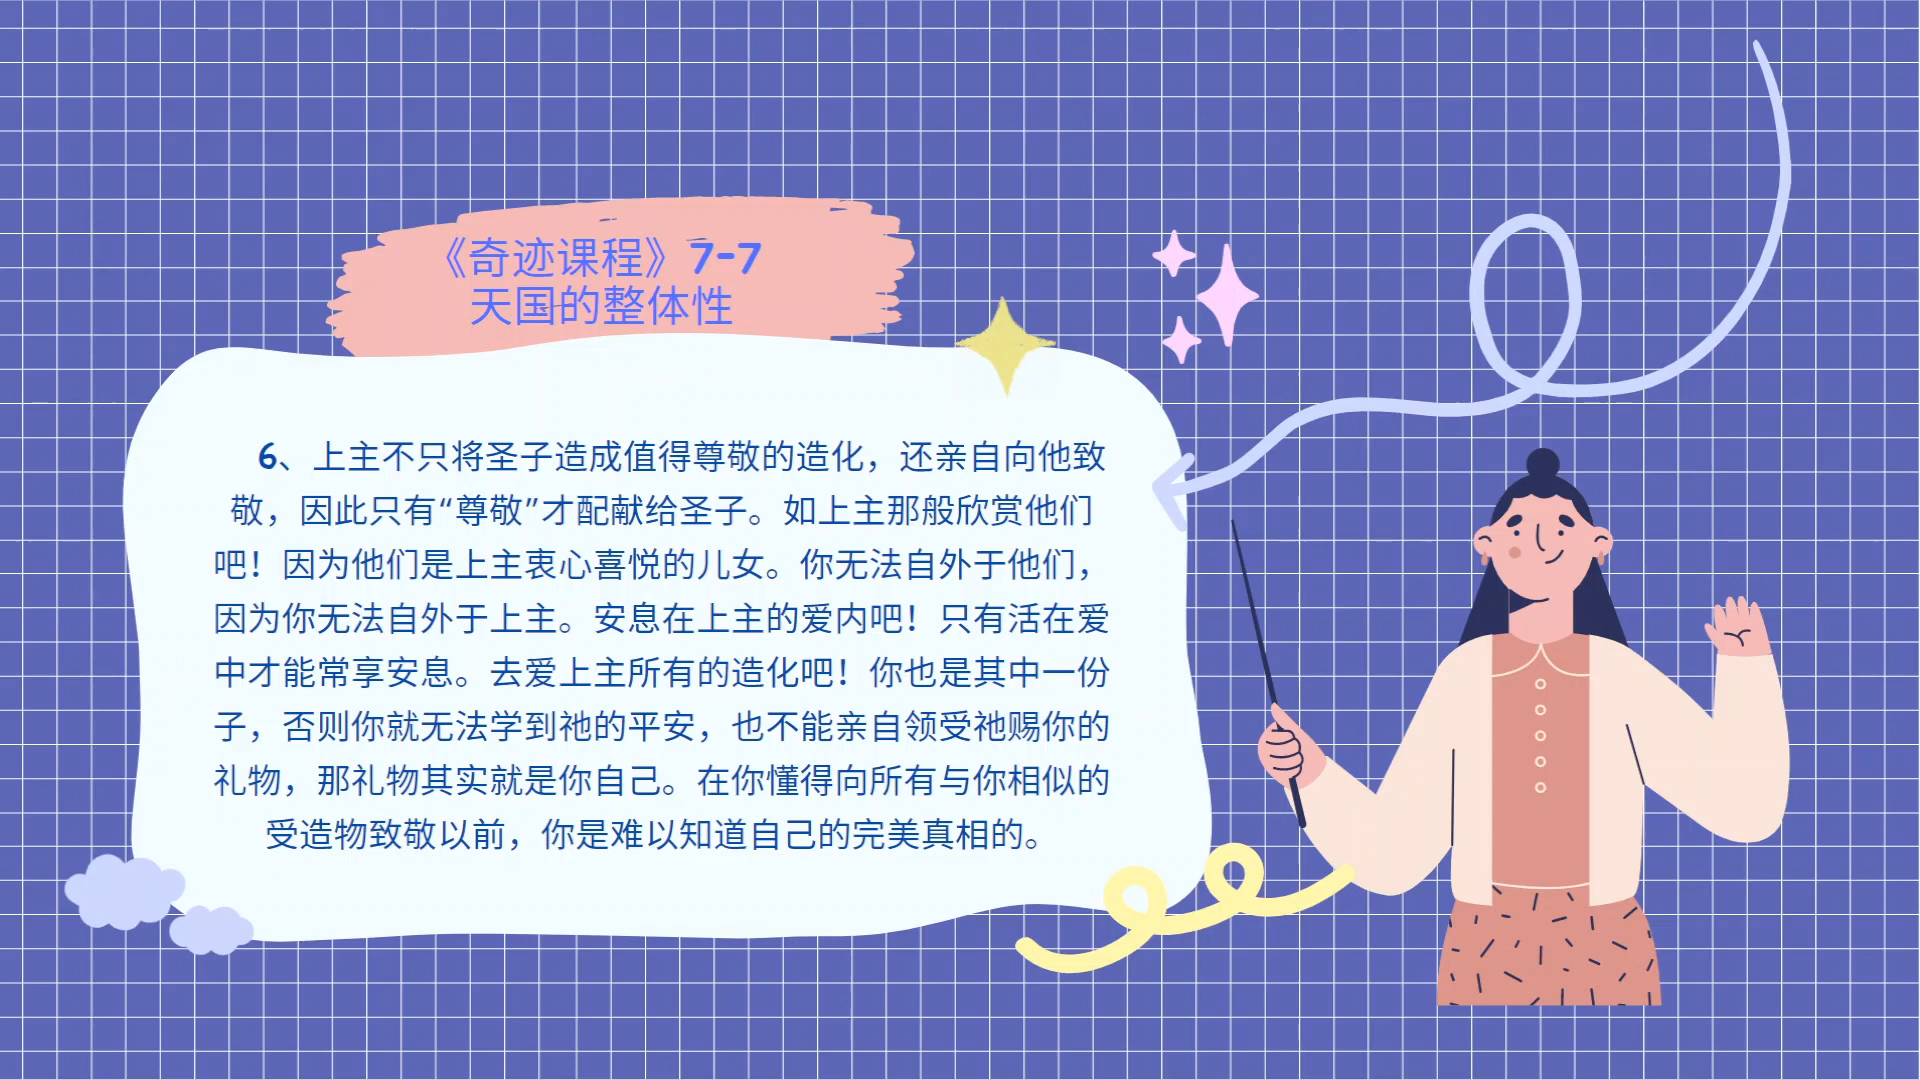 《奇迹课程》7-7
天国的整体性
6、上主不只将圣子造成值得尊敬的造化，还亲自向他致
敬，因此只有“尊敬”才配献给圣子。如上主那般欣赏他们
吧！因为他们是上主衷心喜悦的儿女。你无法自外于他们，
因为你无法自外于上主。安息在上主的爱内吧！只有活在爱
中才能常享安息。去爱上主所有的造化吧！你也是其中一份
子，否则你就无法学到祂的平安，也不能亲自领受祂赐你的
礼物，那礼物其实就是你自己。在你懂得向所有与你相似的
受造物致敬以前，你是难以知道自己的完美真相的。